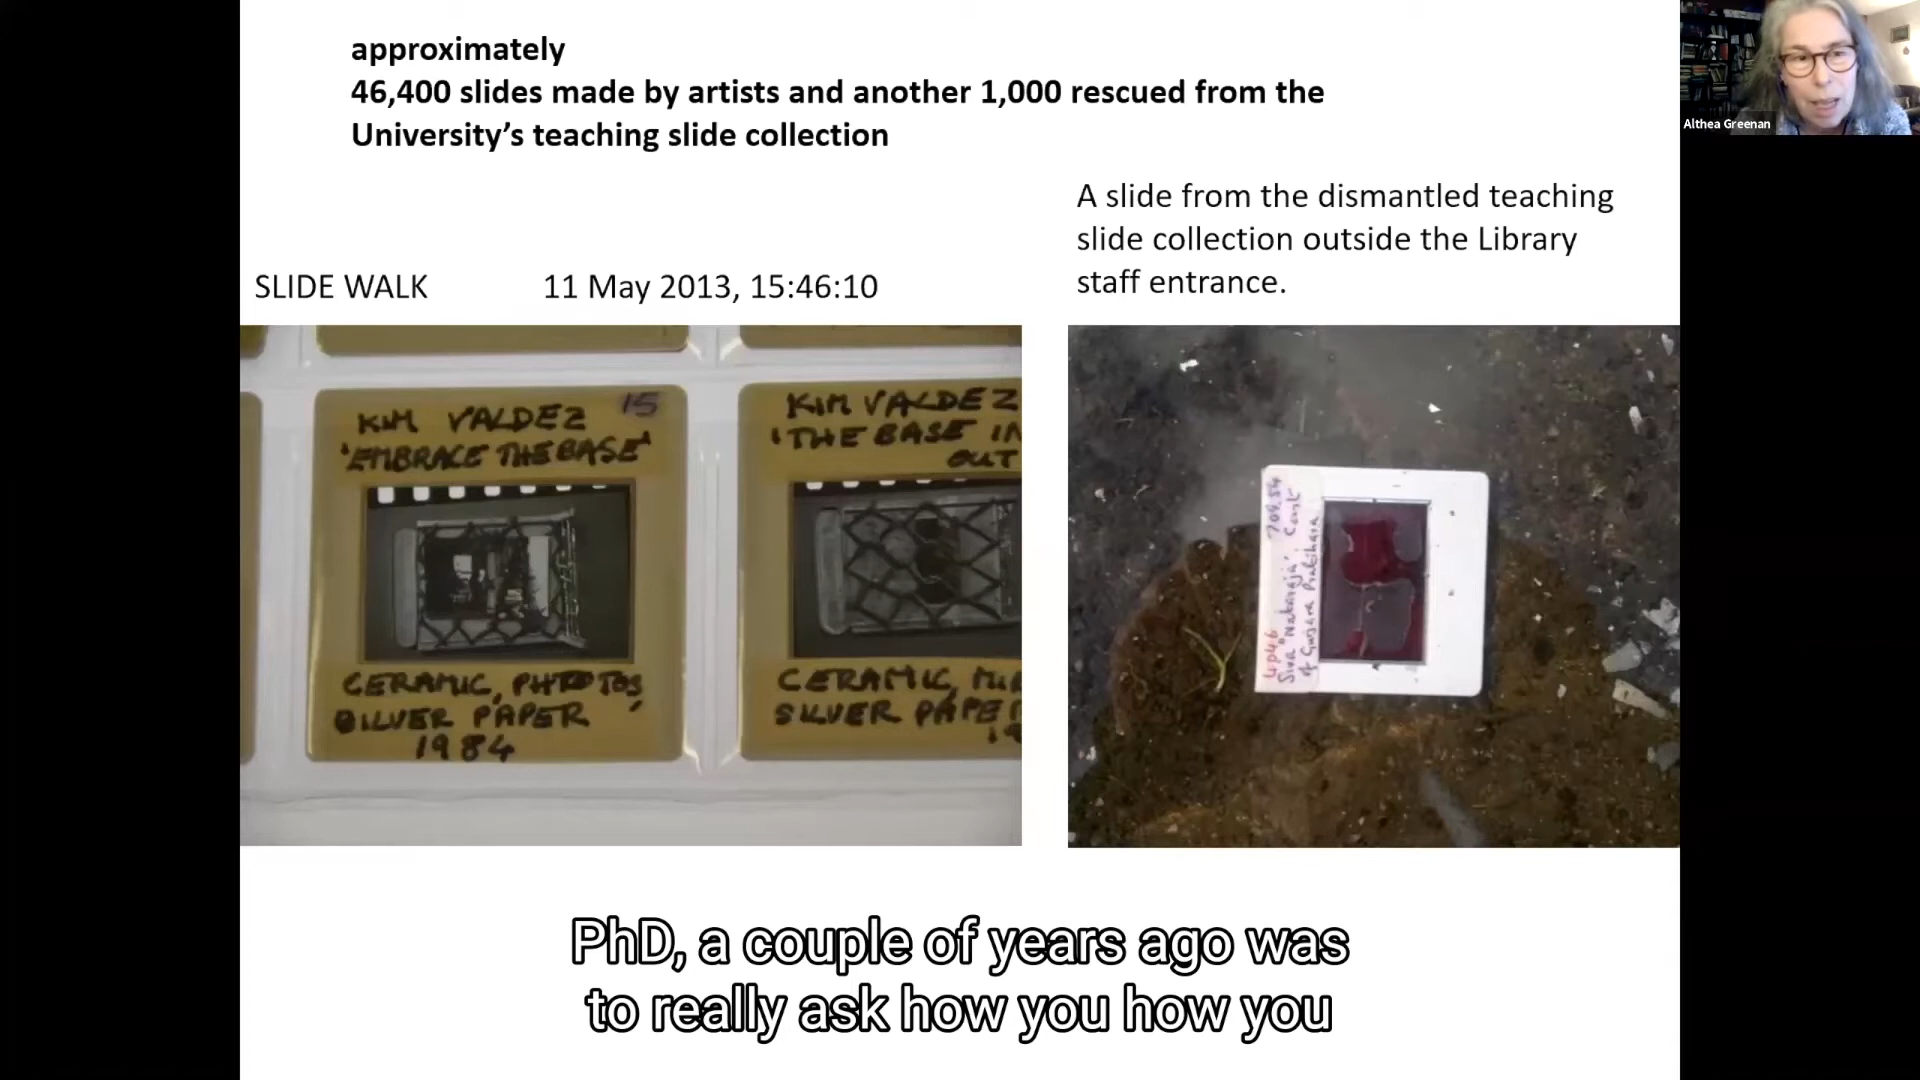 approximately
46,400 slides made by artists and another 1,000 rescued from the
University's teaching slide collection
Althea Greenan
A slide from the dismantled teaching
slide collection outside the Library
staff entrance.
SLIDE WALK 11 May 2013, 15:46:10
KIM VALDEZ 15
'EMBRACE THE BASE'
CERAMIC, PHOTOS,
SILVER PAPER
1984
KIM VALDEZ
'THE BASE IN
OUT
CERAMIC,
SILVER PAPE
PhD, a couple of years ago was
to really ask how you how you